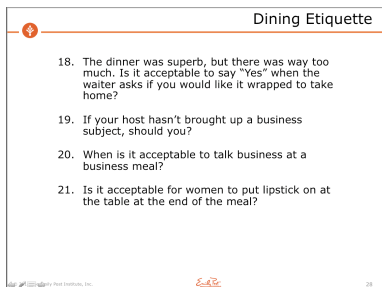 Dining Etiquette
18. The dinner was superb, but there was way too
much. Is it acceptable to say “Yes” when the
waiter asks if you would like it wrapped to take
home?
19. If your host hasn’t brought up a business
subject, should you?
20. When is it acceptable to talk business at a
business meal?
21. Is it acceptable for women to put lipstick on at
the table at the end of the meal?
Post Institute, Inc.
28